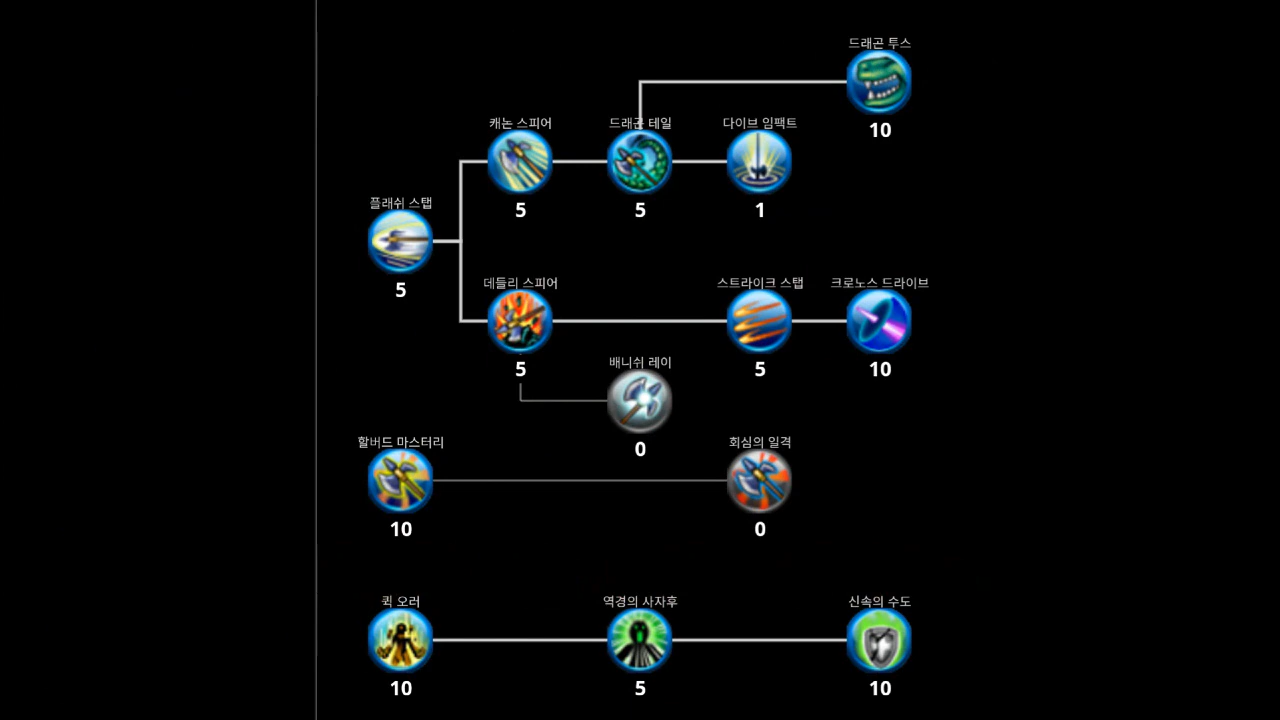 드래곤 투스
10
캐논 스피어
드래곤 테일
다이브 임팩트
5
5
1
플래쉬 스탭
5
데들리 스피어
스트라이크 스탭
크로노스 드라이브
5
5
10
배니쉬 레이
0
할버드 마스터리
회심의 일격
10
0
퀵 오러
역경의 사자후
신속의 수도
10
5
10